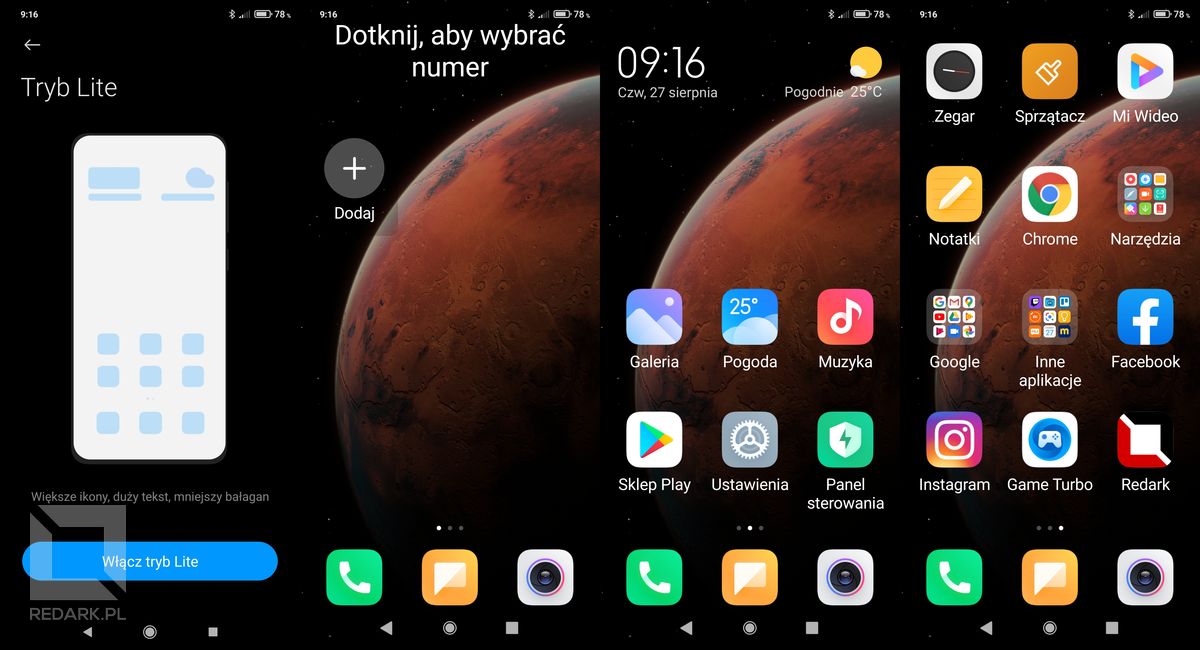 9:16
78%
Tryb Lite
Większe ikony, duży tekst, mniejszy bałagan
Włącz tryb Lite
REDARK.PL
9:16
78%
Dotknij, aby wybrać
numer
Dodaj
78%
09:16
Czw, 27 sierpnia
Pogodnie 25°C
25°
Galeria
Pogoda
Muzyka
Sklep Play
Ustawienia
Panel
sterowania
9:16
78%
Zegar
Sprzątacz
Mi Wideo
Notatki
Chrome
Narzędzia
Google
Inne
aplikacje
Facebook
Instagram
Game Turbo
Redark